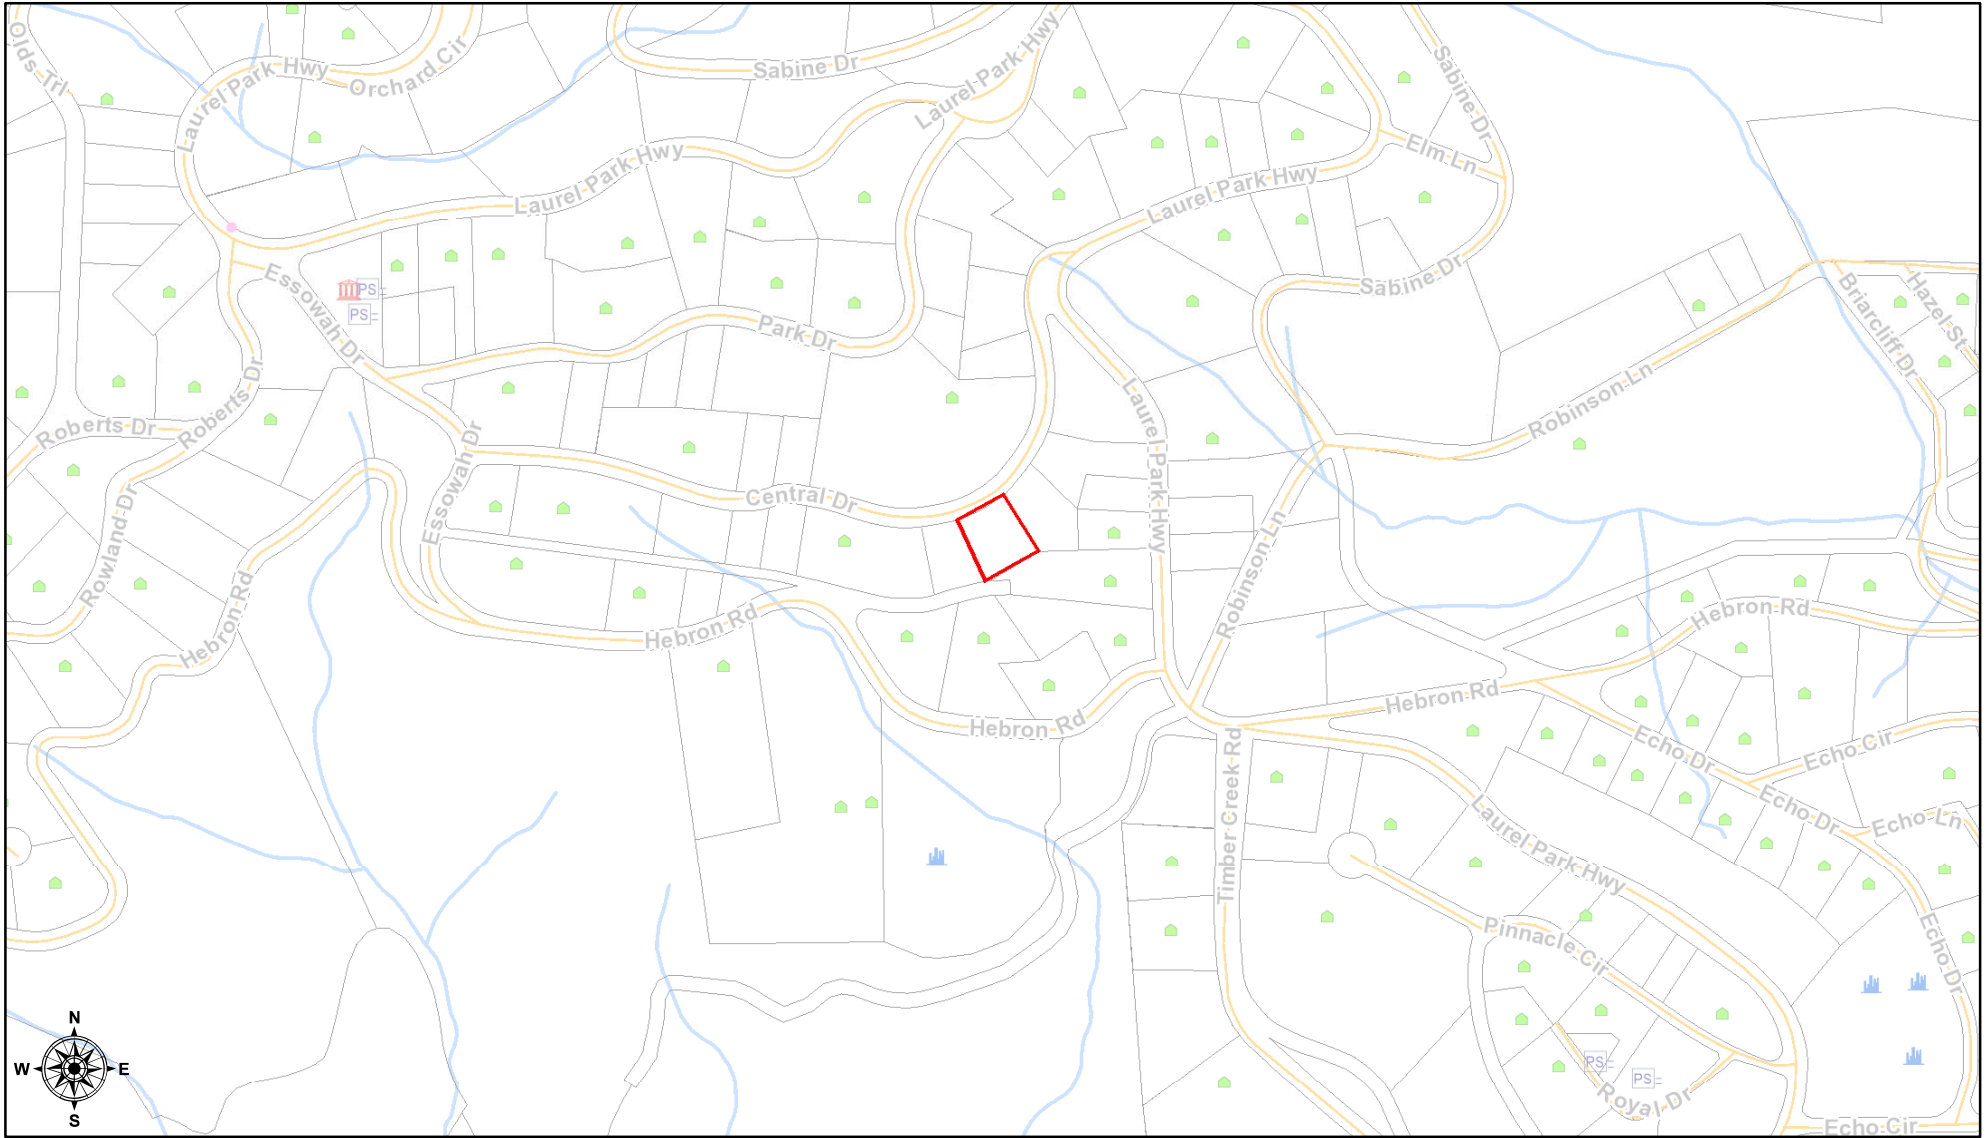 Olds Trl
Laurel Park Hwy
Orchard Cir
Sabine Dr
Laurel Park Hwy
Sabine Dr
Elm Ln
Laurel Park Hwy
Laurel Park Hwy
Essowah Dr
PS
PS
Park Dr
Sabine Dr
Briarcliff Dr
Hazel St
Roberts Dr
Roberts Dr
Laurel Park Hwy
Robinson Ln
Essowah Dr
Central Dr
Rowland Dr
Hebron Rd
Hebron Rd
Robinson Ln
Hebron Rd
Hebron Rd
Hebron Rd
Timber Creek Rd
Echo Dr
Echo Cir
Laurel Park Hwy
Echo Dr
Echo Ln
Pinnacle Cir
Echo Dr
PS
PS
Royal Dr
Echo Cir
N
W
E
S